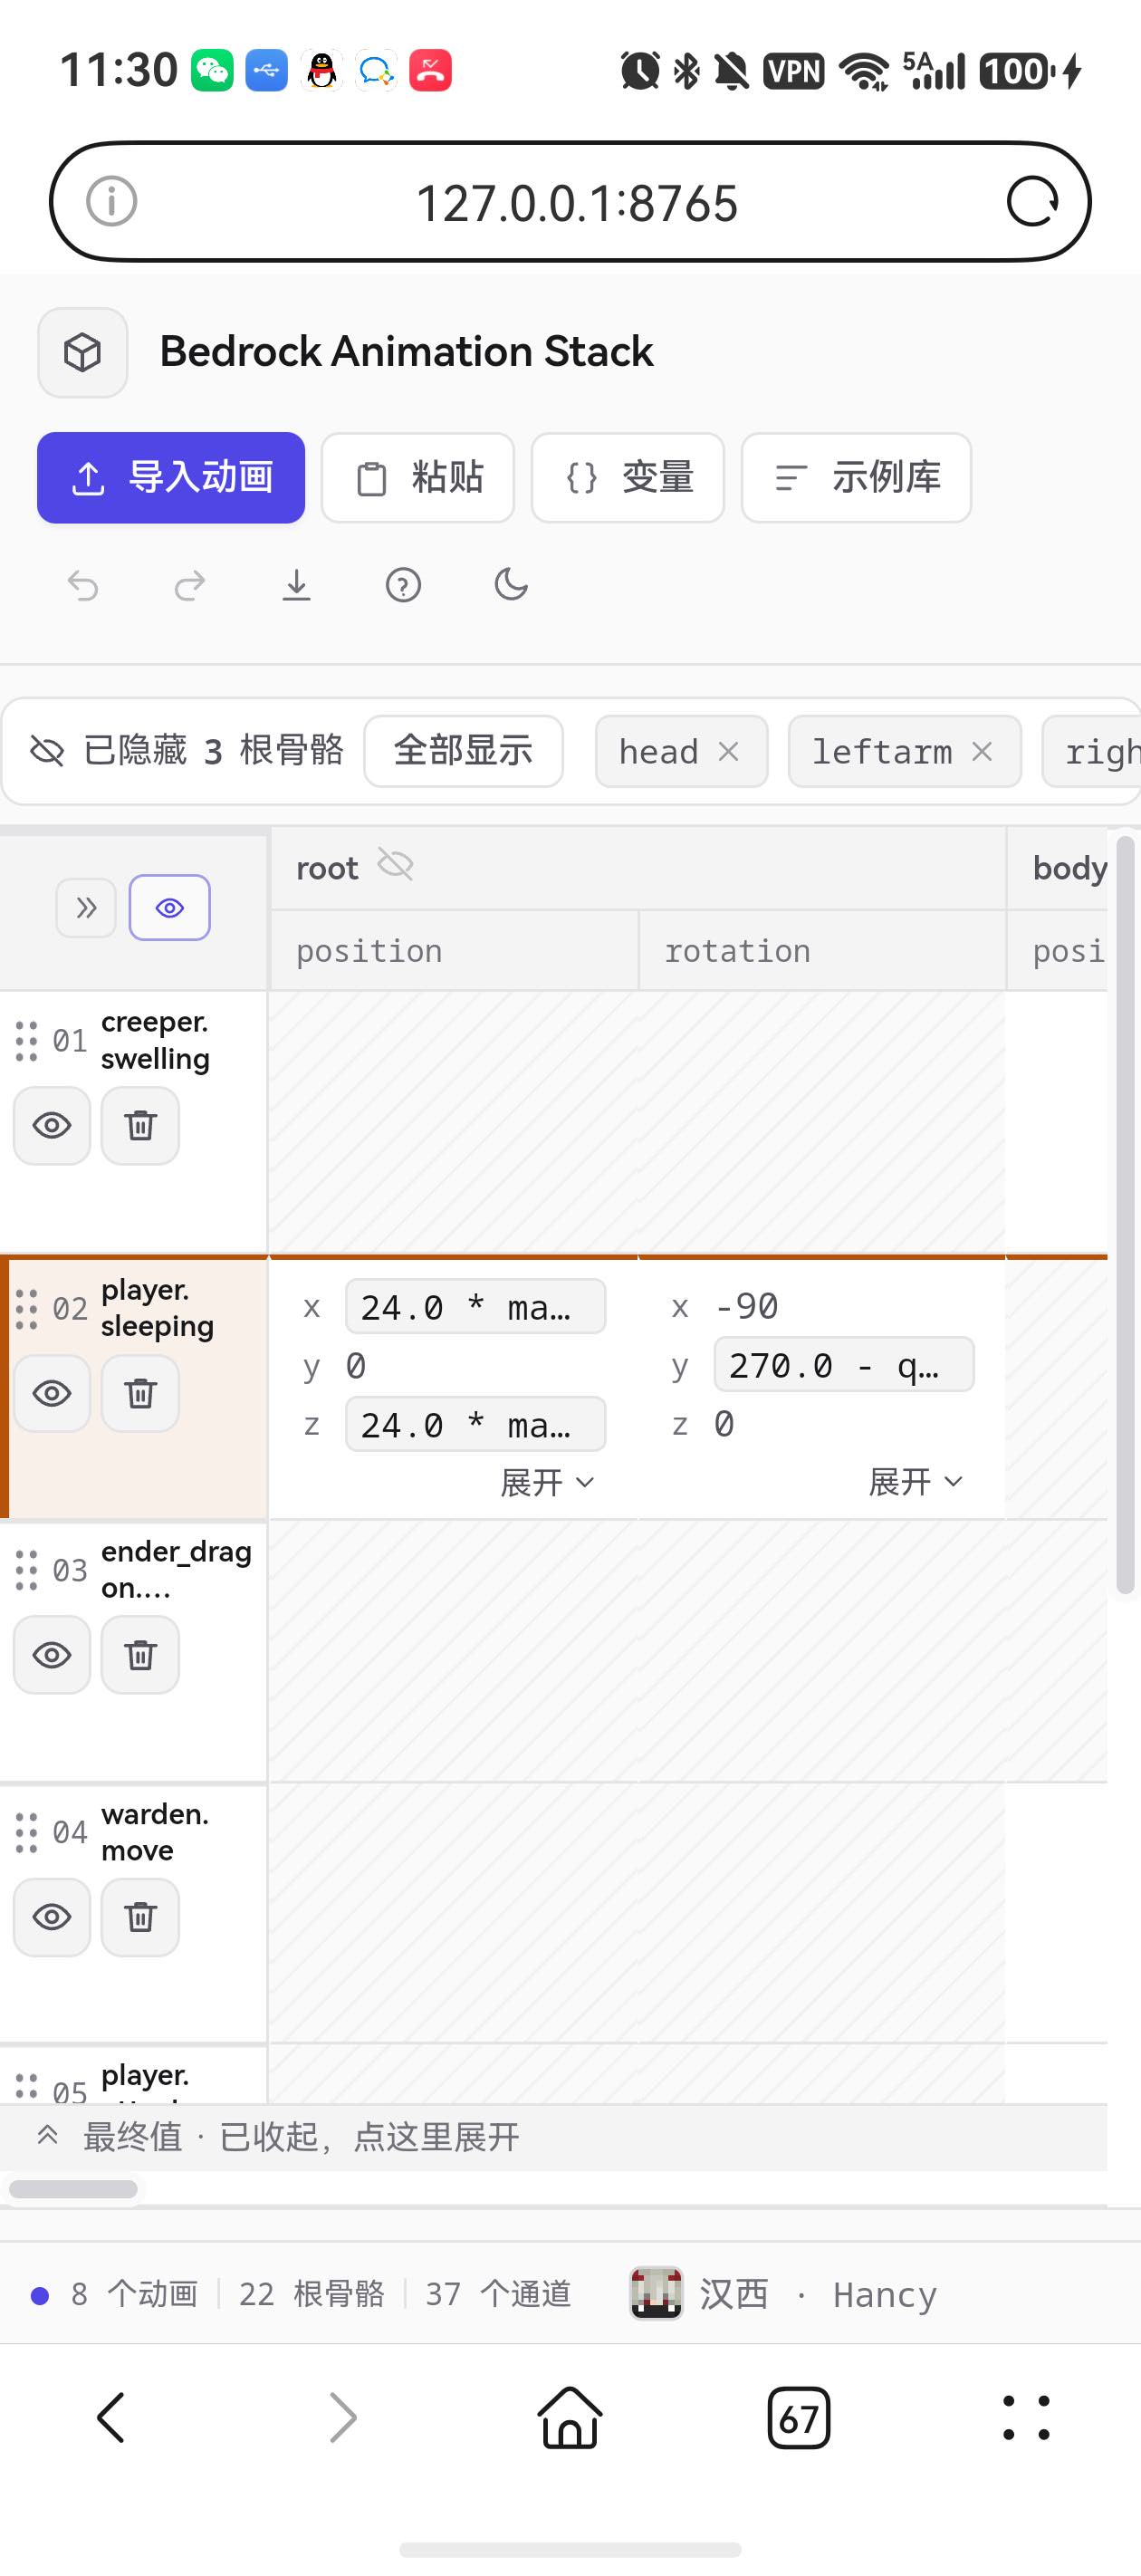 11:30
VPN
5A
100
127.0.0.1:8765
Bedrock Animation Stack
导入动画
粘贴
{} 变量
示例库
已隐藏 3 根骨骼
全部显示
head ×
leftarm ×
righ
root
body
position
rotation
posi
01 creeper.
swelling
02 player.
sleeping
x 24.0 * ma…
y 0
z 24.0 * ma…
展开
x -90
y 270.0 - q…
z 0
展开
03 ender_drag
on.…
04 warden.
move
05 player.
最终值 · 已收起，点这里展开
8 个动画
22 根骨骼
37 个通道
汉西 · Hancy
67